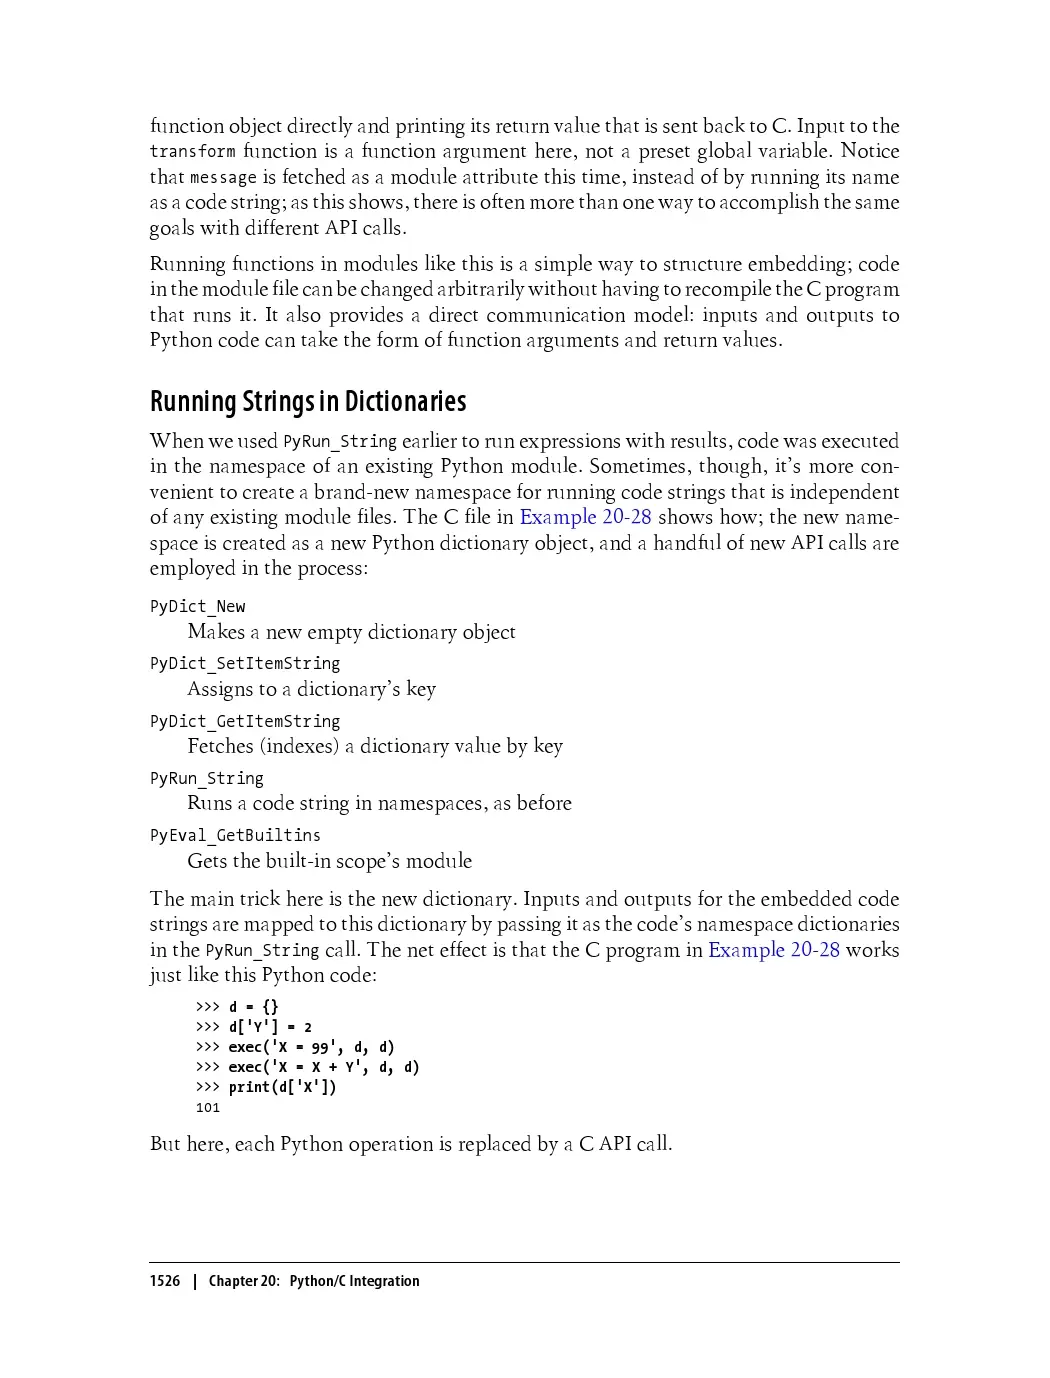 function object directly and printing its return value that is sent back to C. Input to the
transform function is a function argument here, not a preset global variable. Notice
that message is fetched as a module attribute this time, instead of by running its name
as a code string; as this shows, there is often more than one way to accomplish the same
goals with different API calls.
Running functions in modules like this is a simple way to structure embedding; code
in the module file can be changed arbitrarily without having to recompile the C program
that runs it. It also provides a direct communication model: inputs and outputs to
Python code can take the form of function arguments and return values.
Running Strings in Dictionaries
When we used PyRun_String earlier to run expressions with results, code was executed
in the namespace of an existing Python module. Sometimes, though, it's more con-
venient to create a brand-new namespace for running code strings that is independent
of any existing module files. The C file in Example 20-28 shows how; the new name-
space is created as a new Python dictionary object, and a handful of new API calls are
employed in the process:
PyDict_New
Makes a new empty dictionary object
PyDict_SetItemString
Assigns to a dictionary's key
PyDict_GetItemString
Fetches (indexes) a dictionary value by key
PyRun_String
Runs a code string in namespaces, as before
PyEval_GetBuiltins
Gets the built-in scope's module
The main trick here is the new dictionary. Inputs and outputs for the embedded code
strings are mapped to this dictionary by passing it as the code's namespace dictionaries
in the PyRun_String call. The net effect is that the C program in Example 20-28 works
just like this Python code:
>>> d = {}
>>> d['Y'] = 2
>>> exec('X = 99', d, d)
>>> exec('X = X + Y', d, d)
>>> print(d['X'])
101
But here, each Python operation is replaced by a C API call.
1526 | Chapter 20: Python/C Integration